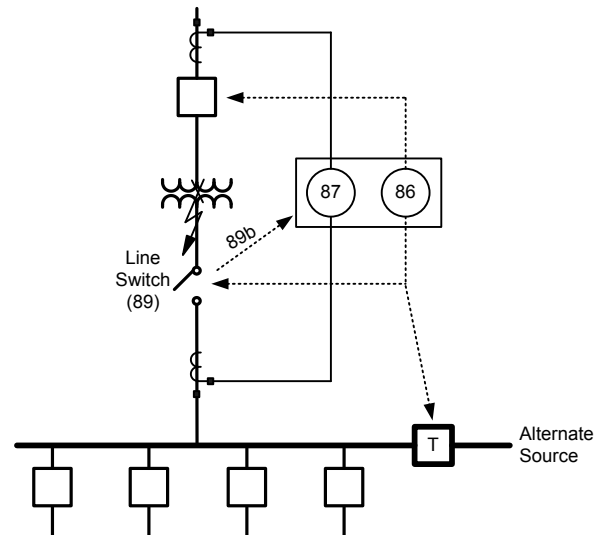 87
86
89b
Line
Switch
(89)
T
Alternate
Source